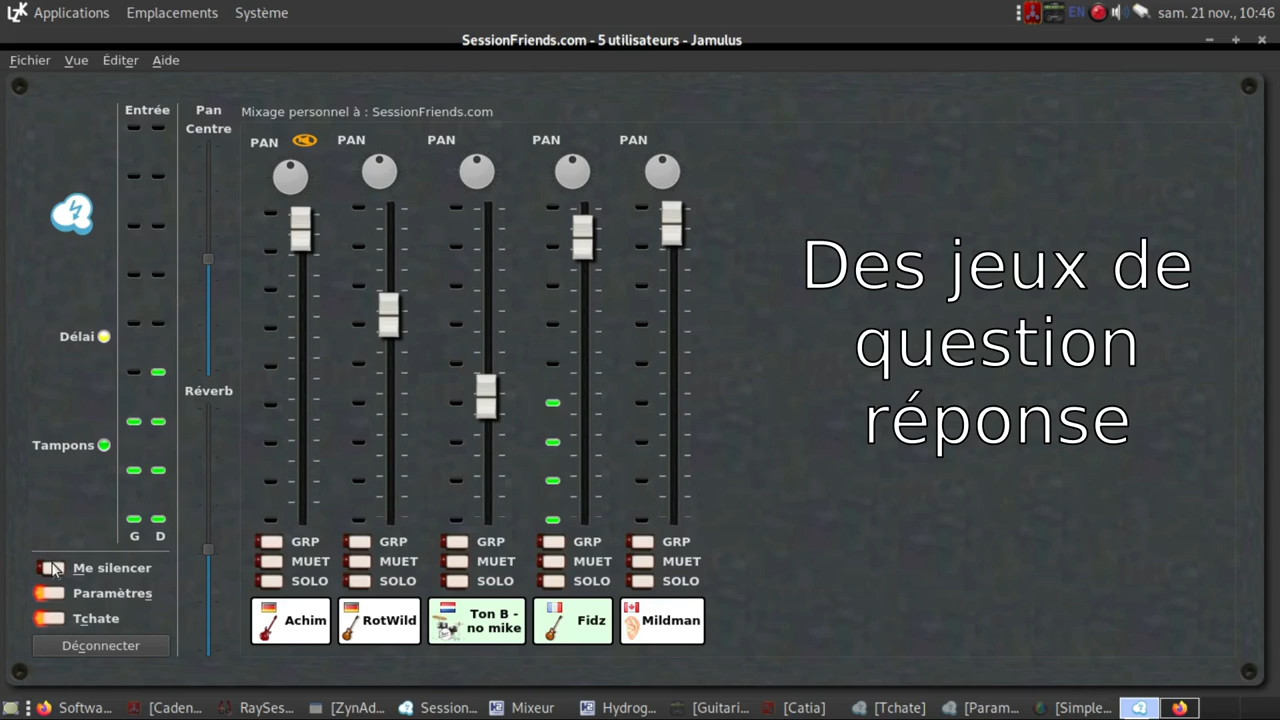 Applications Emplacements Système EN sam. 21 nov., 10:46
SessionFriends.com - 5 utilisateurs - Jamulus
Fichier Vue Éditer Aide
Entrée Pan Mixage personnel à : SessionFriends.com
Centre
PAN PAN PAN PAN PAN
Des jeux de
question
réponse
Délai
Réverb
Tampons
G D
GRP GRP GRP GRP GRP
MUET MUET MUET MUET MUET
SOLO SOLO SOLO SOLO SOLO
Me silencer
Paramètres
Tchate
Déconnecter
Achim RotWild Ton B - Fidz Mildman
no mike
Softwa... [Caden... RaySes... [ZynAd... Session... Mixeur Hydrog... [Guitari... [Catia] [Tchate] [Param... [Simple...